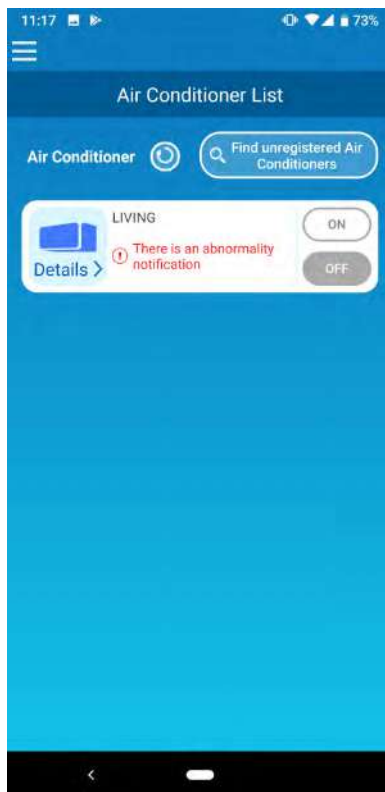 11:17 73%
Air Conditioner List
Air Conditioner
Find unregistered Air
Conditioners
LIVING
There is an abnormality
notification
Details
ON
OFF